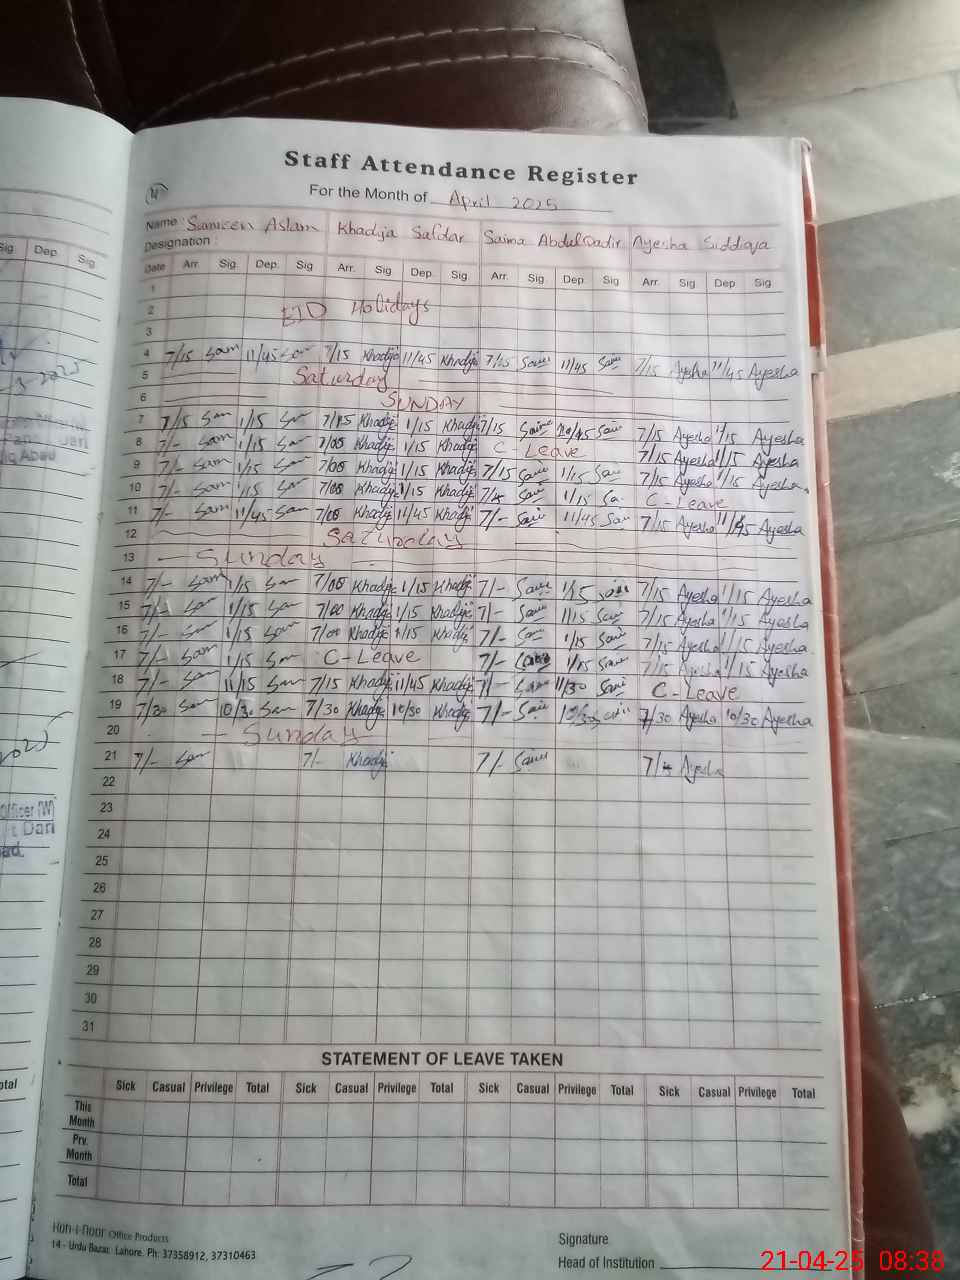 Staff Attendance Register
For the Month of April 2025
Name : Samreen Aslam Khadija Safdar Saima AbdulQadir Ayesha Siddiqa
Designation :
Date Arr. Sig. Dep. Sig Arr. Sig Dep. Sig. Arr. Sig. Dep. Sig Arr. Sig Dep Sig
1
2 EID Holidays
3
4 7/15 Sam 11/45 Sam 7/15 Khadija 11/45 Khadija 7/15 Saim 11/45 Saim 7/15 Ayesha 11/45 Ayesha
5 Saturday
6 SUNDAY
7 7/15 Sam 1/15 Sam 7/15 Khadija 1/15 Khadija 7/15 Saim Saim 7/15 Ayesha 1/15 Ayesha
8 7/- Sam 1/15 Sam 7/00 Khadija 1/15 Khadija C-Leave 7/15 Ayesha 1/15 Ayesha
9 7/- Sam 1/15 Sam 7/00 Khadija 1/15 Khadija 7/15 Saim 1/15 Saim 7/15 Ayesha 1/15 Ayesha
10 7/- Sam 1/15 Sam 7/00 Khadija 1/15 Khadija Saim 1/15 Sa C-Leave
11 7/- Sam 11/45 Sam 7/00 Khadija 11/45 Khadija 7/- Saim 11/45 Saim 7/15 Ayesha Ayesha
12 Saturday
13 - Sunday
14 7/- Sam 1/15 Sam 7/00 Khadija 1/15 Khadija 7/- Saim 1/15 Saim 7/15 Ayesha 1/15 Ayesha
15 7/- Sam 1/15 Sam 7/00 Khadija 1/15 Khadija 7/- Saim 1/15 Saim 7/15 Ayesha 1/15 Ayesha
16 7/- Sam 1/15 Sam 7/00 Khadija 1/15 Khadija 7/- Saim 1/15 Saim 7/15 Ayesha 1/15 Ayesha
17 7/- Sam 1/15 Sam C-Leave 7/- 1/15 Saim 7/15 Ayesha 1/15 Ayesha
18 7/- Sam 11/15 Sam 7/15 Khadija 11/45 Khadija 7/- Saim 11/30 Saim C-Leave
19 7/30 Sam 10/30 Sam 7/30 Khadija 10/30 Khadija 7/- Saim 10/30 Saim 7/30 Ayesha 10/30 Ayesha
20 - Sunday
21 7/- Sam 7/- Khadija 7/- Saim Ayesha
22
23
24
25
26
27
28
29
30
31
STATEMENT OF LEAVE TAKEN
Sick Casual Privilege Total Sick Casual Privilege Total Sick Casual Privilege Total Sick Casual Privilege Total
This Month
Prv. Month
Total
Hon-i-Noor Office Products
14 - Urdu Bazar, Lahore. Ph: 37358912, 37310463
Signature
Head of Institution
Sig Dep. Sig
21-04-25 08:38